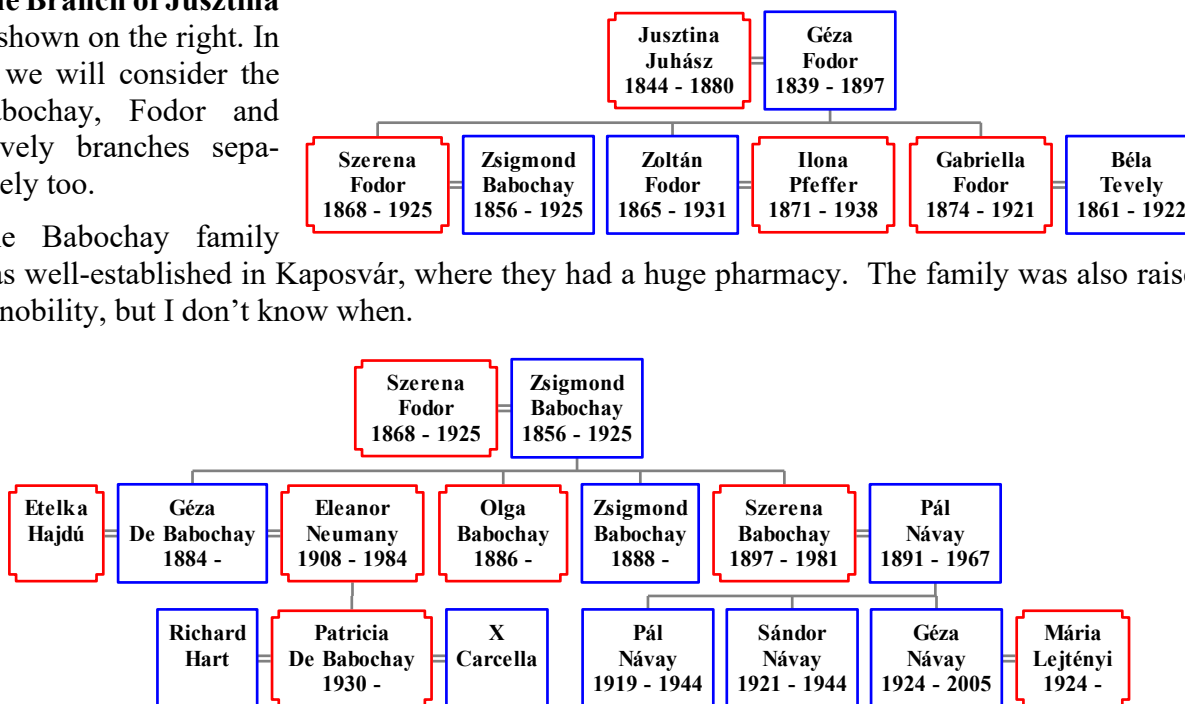 e Branch of Jusztina
shown on the right. In
we will consider the
abochay, Fodor and
vely branches sepa-
ely too.
e Babochay family
as well-established in Kaposvár, where they had a huge pharmacy. The family was also raise
nobility, but I don't know when.
Jusztina
Juhász
1844 - 1880
Géza
Fodor
1839 - 1897
Szerena
Fodor
1868 - 1925
Zsigmond
Babochay
1856 - 1925
Zoltán
Fodor
1865 - 1931
Ilona
Pfeffer
1871 - 1938
Gabriella
Fodor
1874 - 1921
Béla
Tevely
1861 - 1922
Szerena
Fodor
1868 - 1925
Zsigmond
Babochay
1856 - 1925
Etelka
Hajdú
Géza
De Babochay
1884 -
Eleanor
Neumany
1908 - 1984
Olga
Babochay
1886 -
Zsigmond
Babochay
1888 -
Szerena
Babochay
1897 - 1981
Pál
Návay
1891 - 1967
Richard
Hart
Patricia
De Babochay
1930 -
X
Carcella
Pál
Návay
1919 - 1944
Sándor
Návay
1921 - 1944
Géza
Návay
1924 - 2005
Mária
Lejtényi
1924 -